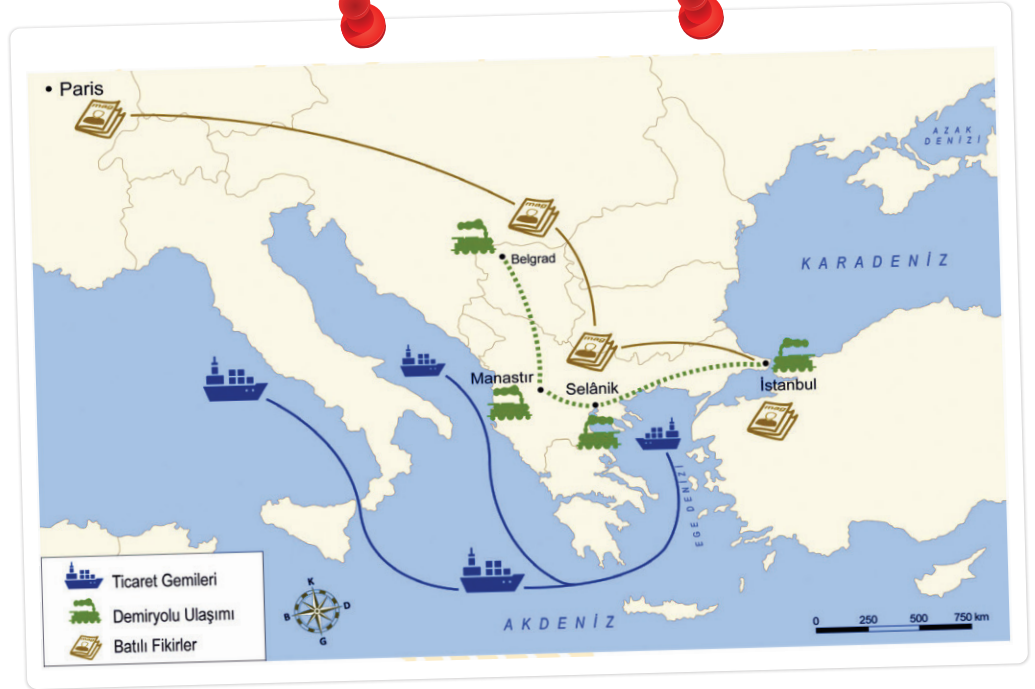 Paris
AZAK
DENİZİ
Belgrad
KARADENİZ
Manastır
Selânik
İstanbul
EGE DENİZİ
AKDENİZ
Ticaret Gemileri
Demiryolu Ulaşımı
Batılı Fikirler
K
B
D
G
0 250 500 750 km